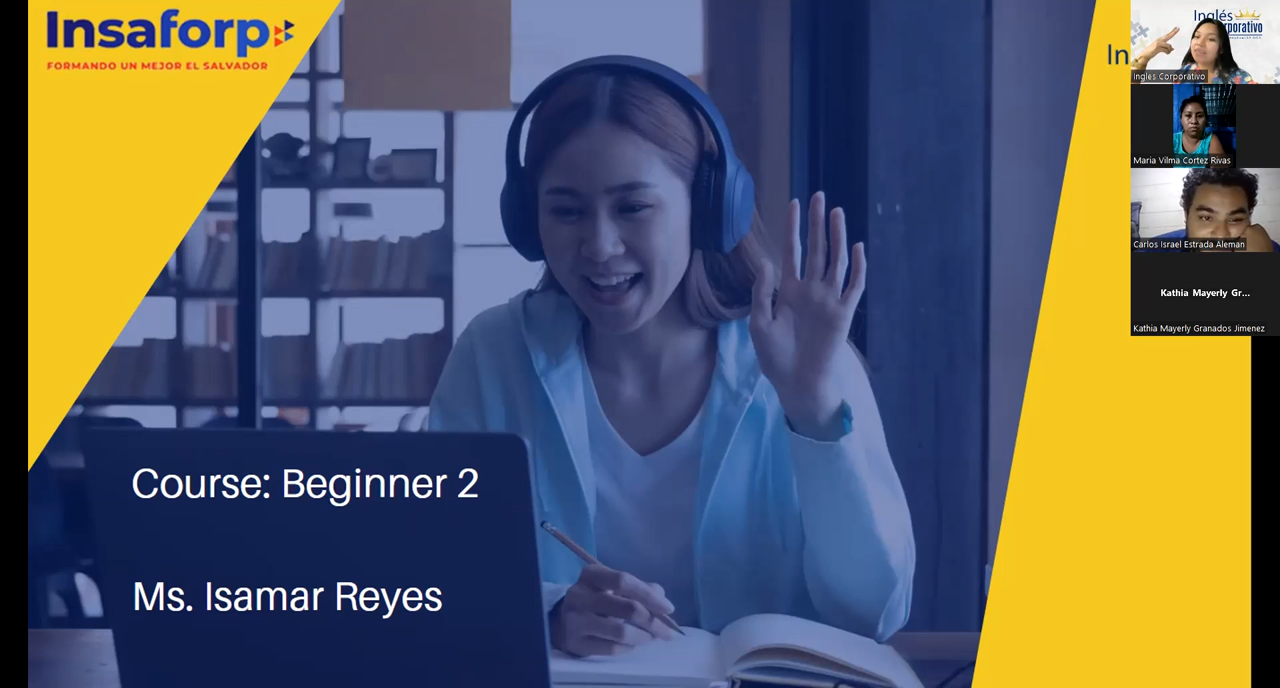 Insaforp
FORMANDO UN MEJOR EL SALVADOR
Course: Beginner 2
Ms. Isamar Reyes
In
Inglés
Ingles Corporativo
Maria Vilma Cortez Rivas
Carlos Israel Estrada Aleman
Kathia Mayerly Gr...
Kathia Mayerly Granados Jimenez